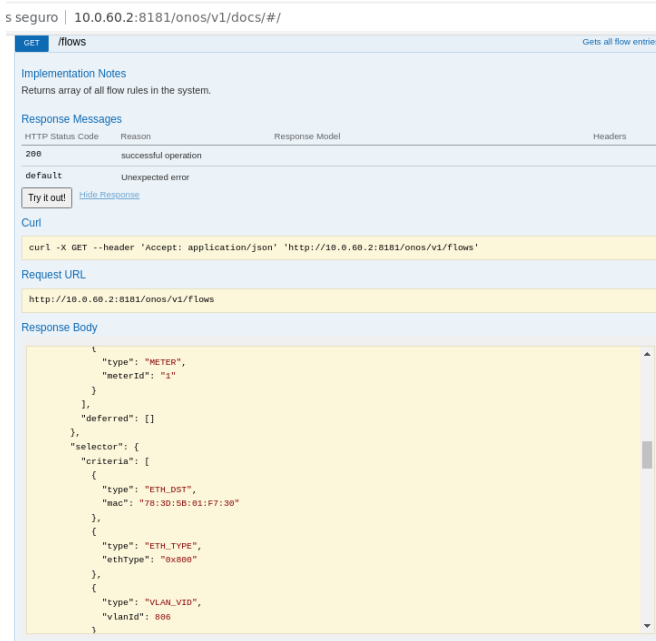 s seguro | 10.0.60.2:8181/onos/v1/docs/#/
GET /flows Gets all flow entrie
Implementation Notes
Returns array of all flow rules in the system.
Response Messages
HTTP Status Code Reason Response Model Headers
200 successful operation
default Unexpected error
Try it out! Hide Response
Curl
curl -X GET --header 'Accept: application/json' 'http://10.0.60.2:8181/onos/v1/flows'
Request URL
http://10.0.60.2:8181/onos/v1/flows
Response Body
{
"type": "METER",
"meterId": "1"
}
],
"deferred": []
},
"selector": {
"criteria": [
{
"type": "ETH_DST",
"mac": "78:3D:5B:01:F7:30"
},
{
"type": "ETH_TYPE",
"ethType": "0x800"
},
{
"type": "VLAN_VID",
"vlanId": 806
}